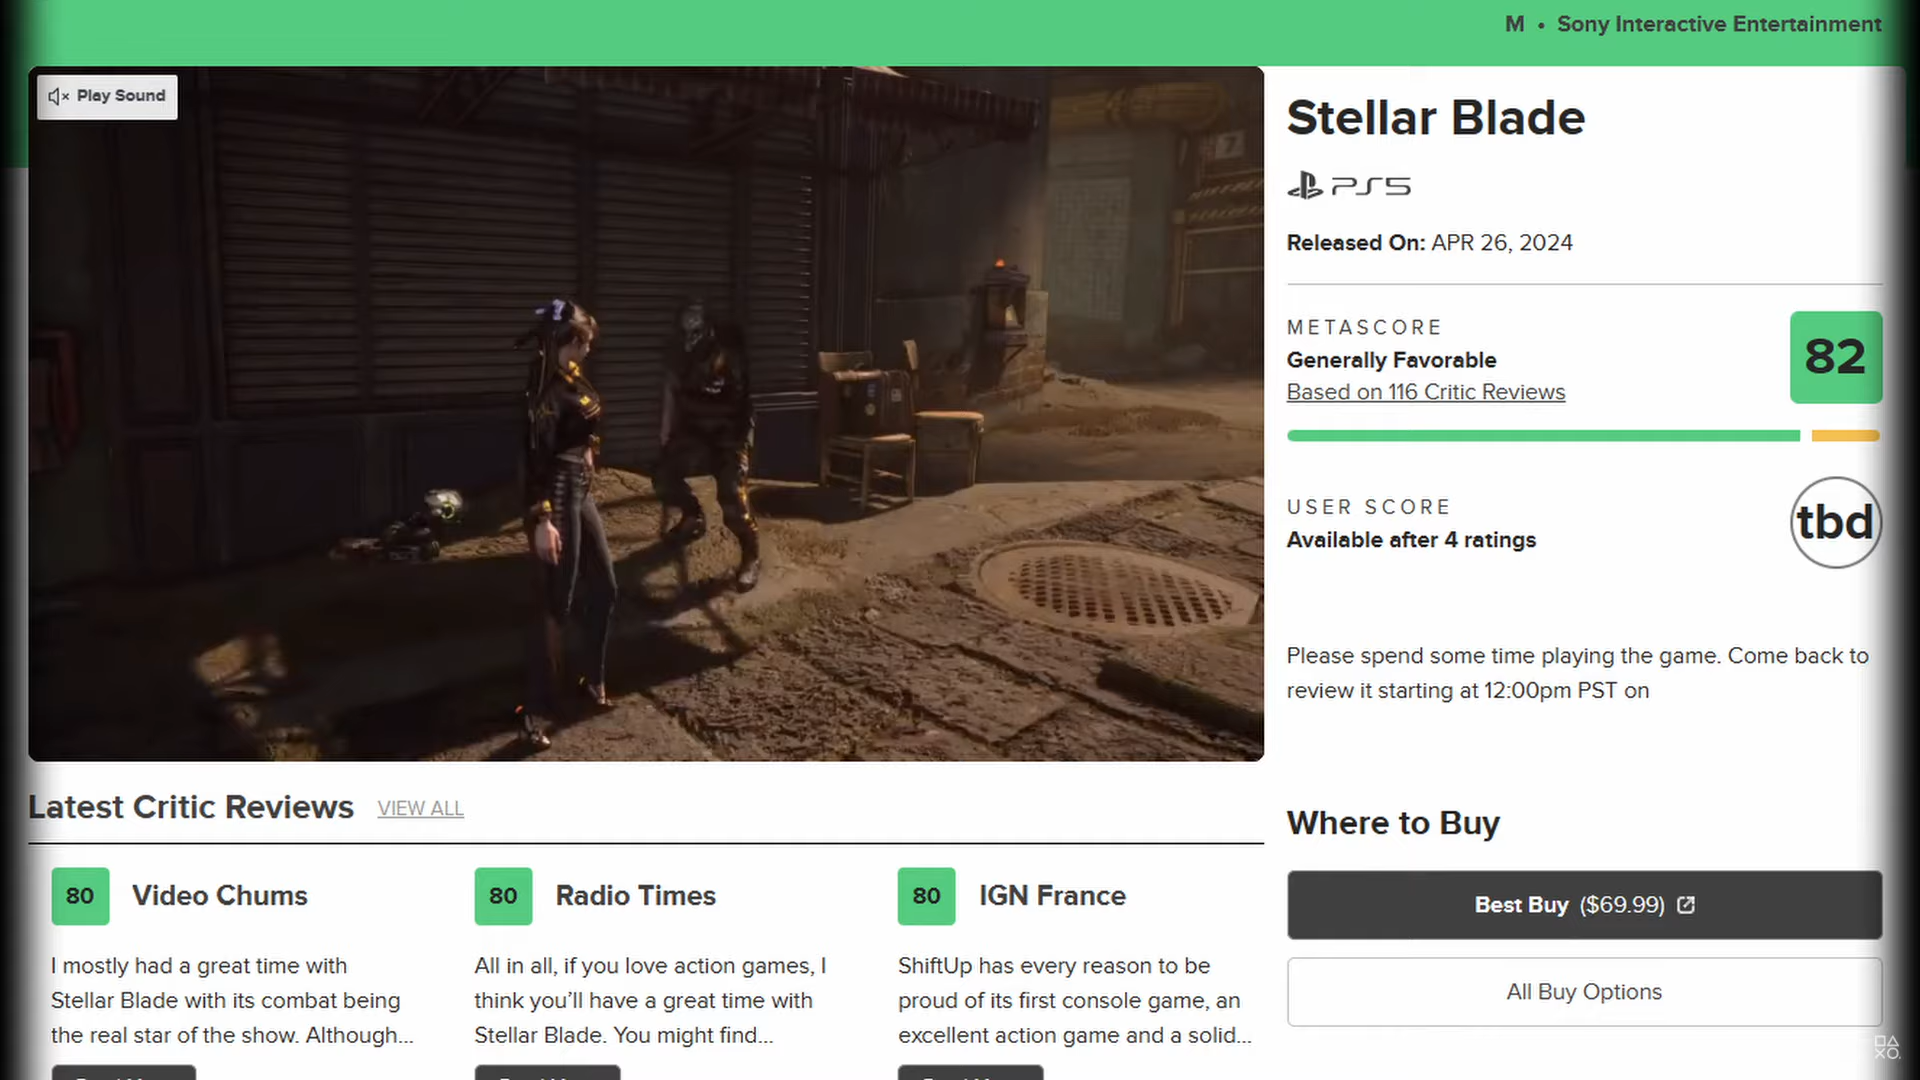 M • Sony Interactive Entertainment
Play Sound
Stellar Blade
PS5
Released On: APR 26, 2024
METASCORE
Generally Favorable
Based on 116 Critic Reviews
82
USER SCORE
Available after 4 ratings
tbd
Please spend some time playing the game. Come back to
review it starting at 12:00pm PST on
Latest Critic Reviews VIEW ALL
80 Video Chums
I mostly had a great time with
Stellar Blade with its combat being
the real star of the show. Although...
80 Radio Times
All in all, if you love action games, I
think you’ll have a great time with
Stellar Blade. You might find...
80 IGN France
ShiftUp has every reason to be
proud of its first console game, an
excellent action game and a solid...
Where to Buy
Best Buy ($69.99)
All Buy Options